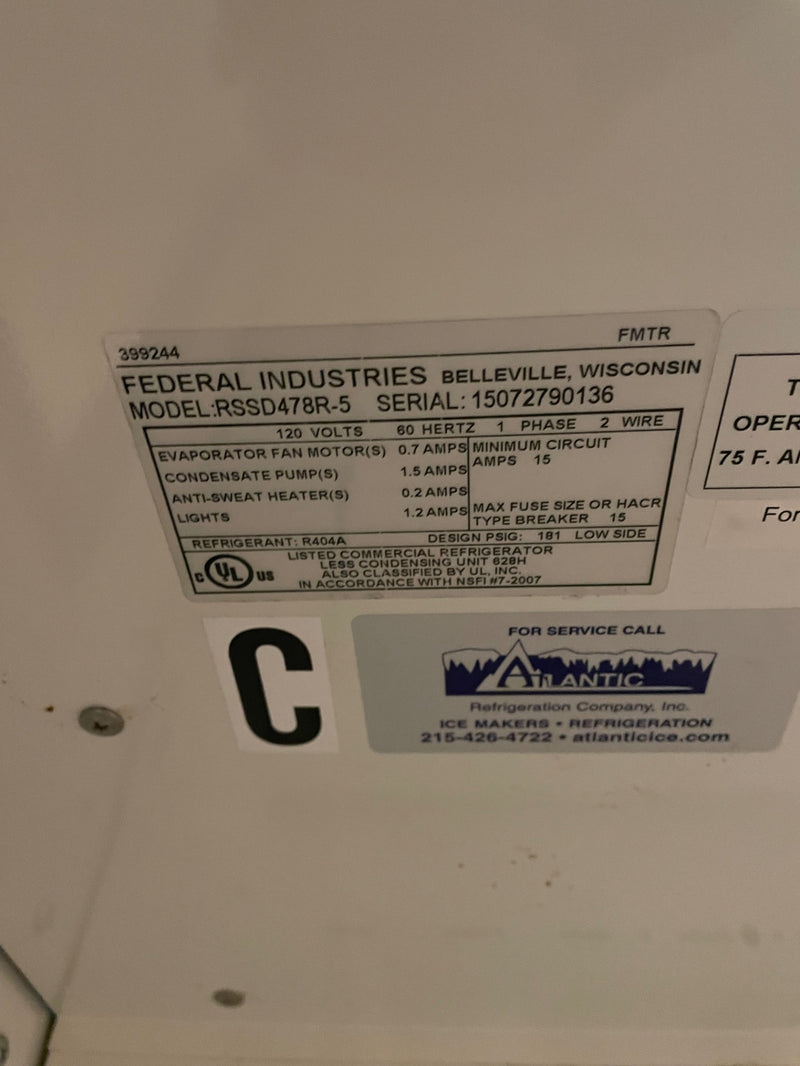 399244 FMTR
FEDERAL INDUSTRIES BELLEVILLE, WISCONSIN
MODEL:RSSD478R-5 SERIAL: 15072790136
120 VOLTS 60 HERTZ 1 PHASE 2 WIRE
EVAPORATOR FAN MOTOR(S) 0.7 AMPS
CONDENSATE PUMP(S) 1.5 AMPS
ANTI-SWEAT HEATER(S) 0.2 AMPS
LIGHTS 1.2 AMPS
MINIMUM CIRCUIT
AMPS 15
MAX FUSE SIZE OR HACR
TYPE BREAKER 15
REFRIGERANT: R404A DESIGN PSIG: 181 LOW SIDE
C UL US
LISTED COMMERCIAL REFRIGERATOR
LESS CONDENSING UNIT 628H
ALSO CLASSIFIED BY UL, INC.
IN ACCORDANCE WITH NSFI #7-2007
T
OPER
75 F. A
For
C
FOR SERVICE CALL
ATLANTIC
Refrigeration Company, Inc.
ICE MAKERS • REFRIGERATION
215-426-4722 • atlanticice.com